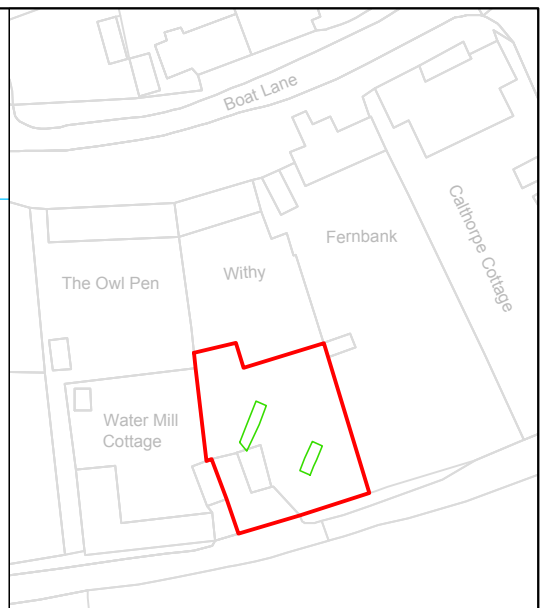 Boat Lane
Calthorpe Cottage
Fernbank
Withy
The Owl Pen
Water Mill
Cottage